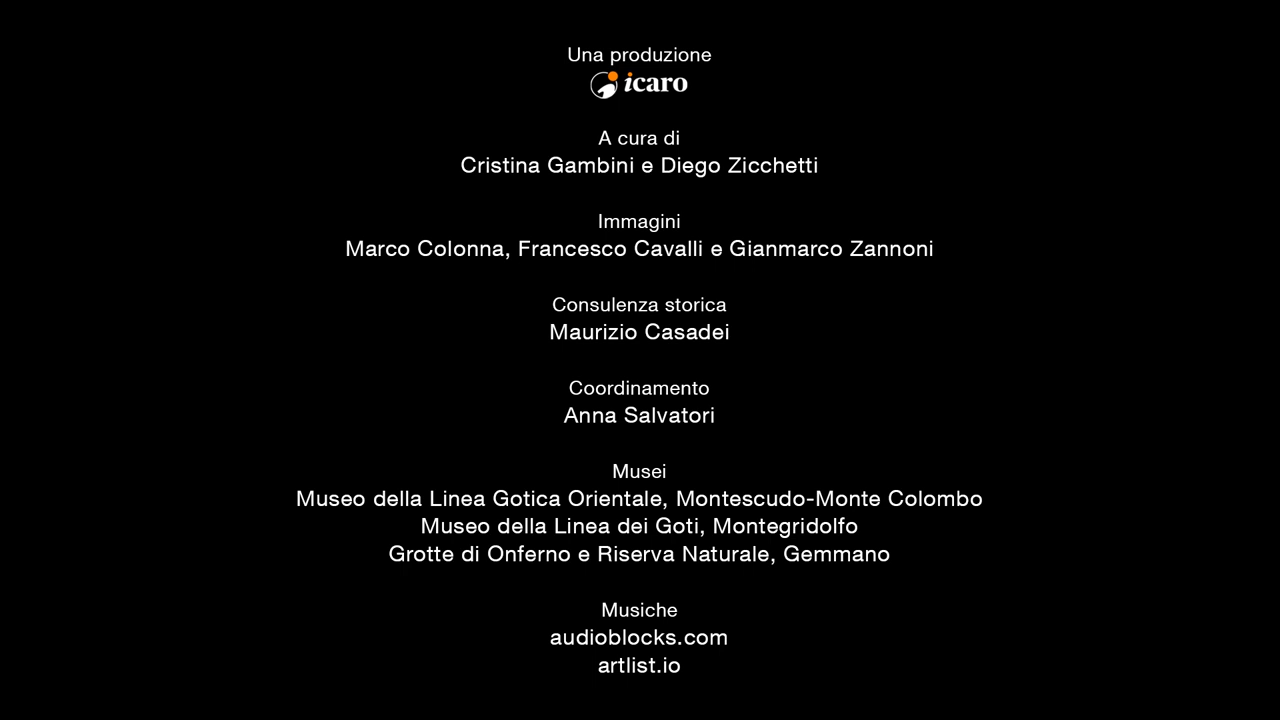 Una produzione
icaro
A cura di
Cristina Gambini e Diego Zicchetti
Immagini
Marco Colonna, Francesco Cavalli e Gianmarco Zannoni
Consulenza storica
Maurizio Casadei
Coordinamento
Anna Salvatori
Musei
Museo della Linea Gotica Orientale, Montescudo-Monte Colombo
Museo della Linea dei Goti, Montegridolfo
Grotte di Onferno e Riserva Naturale, Gemmano
Musiche
audioblocks.com
artlist.io